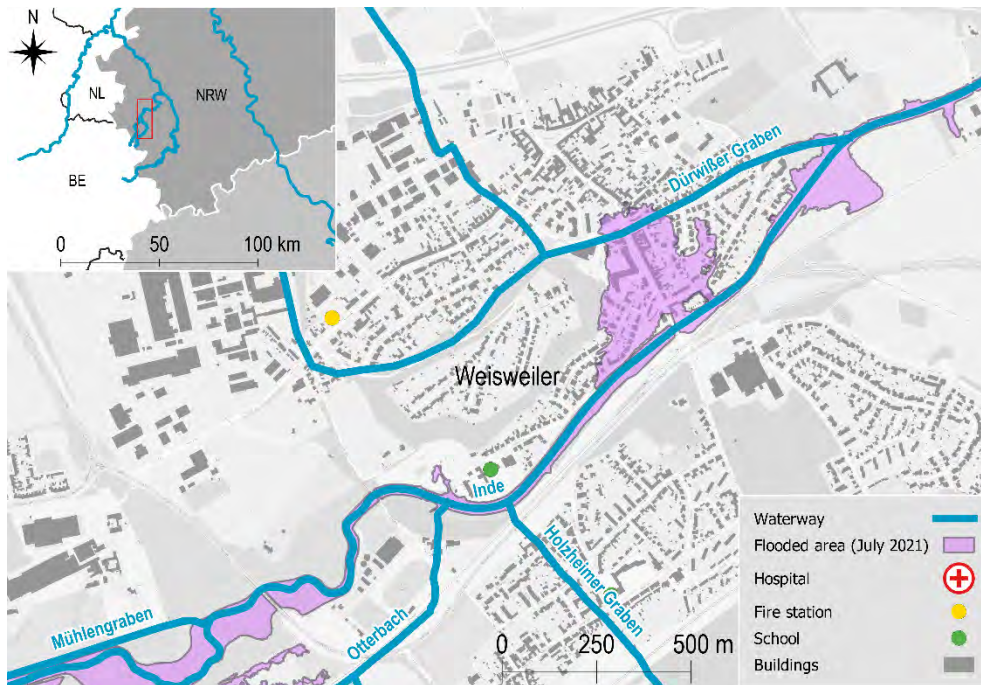 N
NL
NRW
BE
0 50 100 km
Dürwißer Graben
Weisweiler
Inde
Holzheimer Graben
Otterbach
Mühlengraben
0 250 500 m
Waterway
Flooded area (July 2021)
Hospital
Fire station
School
Buildings